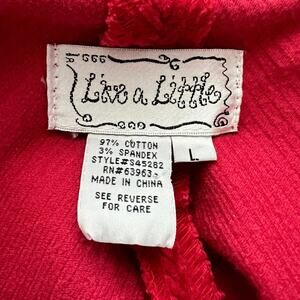 Live a Little
L
97% COTTON
3% SPANDEX
STYLE#S45282
RN#63963
MADE IN CHINA
SEE REVERSE
FOR CARE